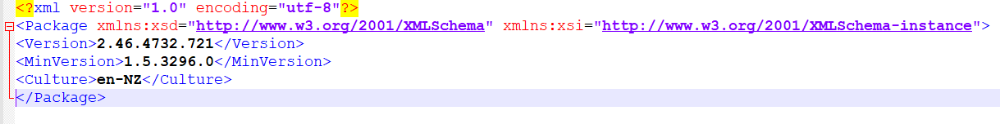 <?xml version="1.0" encoding="utf-8"?>
<Package xmlns:xsd="http://www.w3.org/2001/XMLSchema" xmlns:xsi="http://www.w3.org/2001/XMLSchema-instance">
<Version>2.46.4732.721</Version>
<MinVersion>1.5.3296.0</MinVersion>
<Culture>en-NZ</Culture>
</Package>